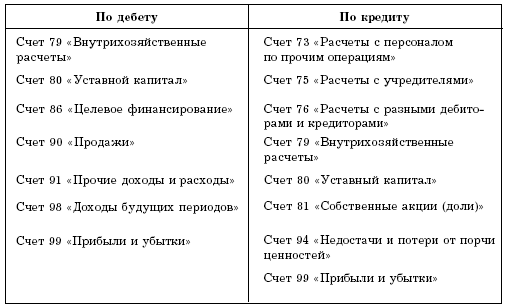 По дебету
Счет 79 «Внутрихозяйственные
расчеты»
Счет 80 «Уставной капитал»
Счет 86 «Целевое финансирование»
Счет 90 «Продажи»
Счет 91 «Прочие доходы и расходы»
Счет 98 «Доходы будущих периодов»
Счет 99 «Прибыли и убытки»
По кредиту
Счет 73 «Расчеты с персоналом
по прочим операциям»
Счет 75 «Расчеты с учредителями»
Счет 76 «Расчеты с разными дебито-
рами и кредиторами»
Счет 79 «Внутрихозяйственные
расчеты»
Счет 80 «Уставный капитал»
Счет 81 «Собственные акции (доли)»
Счет 94 «Недостачи и потери от порчи
ценностей»
Счет 99 «Прибыли и убытки»